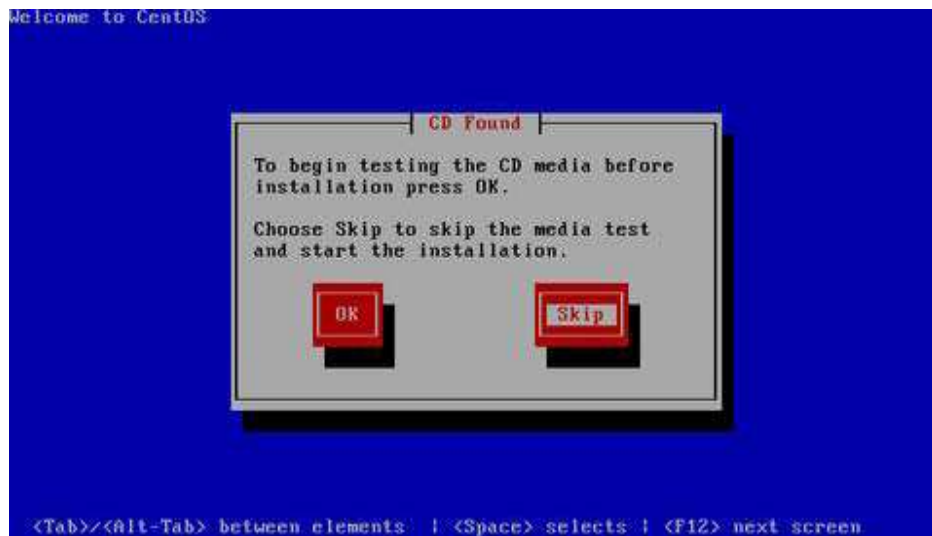 Welcome to CentOS
CD Found
To begin testing the CD media before
installation press OK.
Choose Skip to skip the media test
and start the installation.
OK Skip
<Tab>/<Alt-Tab> between elements | <Space> selects | <F12> next screen